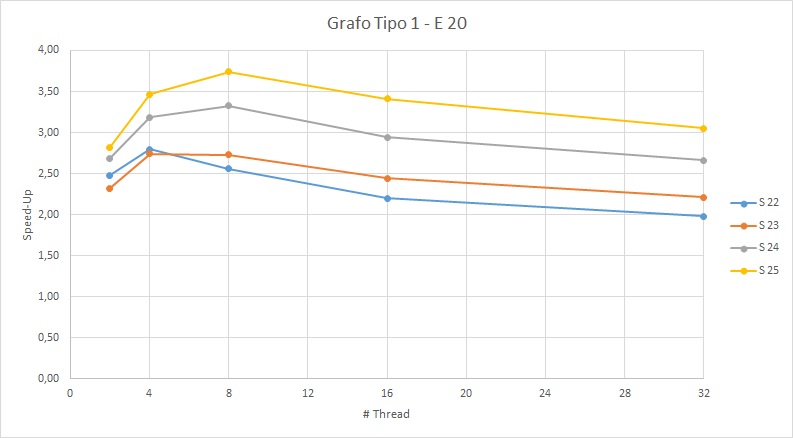 Grafo Tipo 1 - E 20
4,00
3,50
3,00
2,50
2,00
1,50
1,00
0,50
0,00
Speed-Up
0 4 8 12 16 20 24 28 32
# Thread
S 22
S 23
S 24
S 25